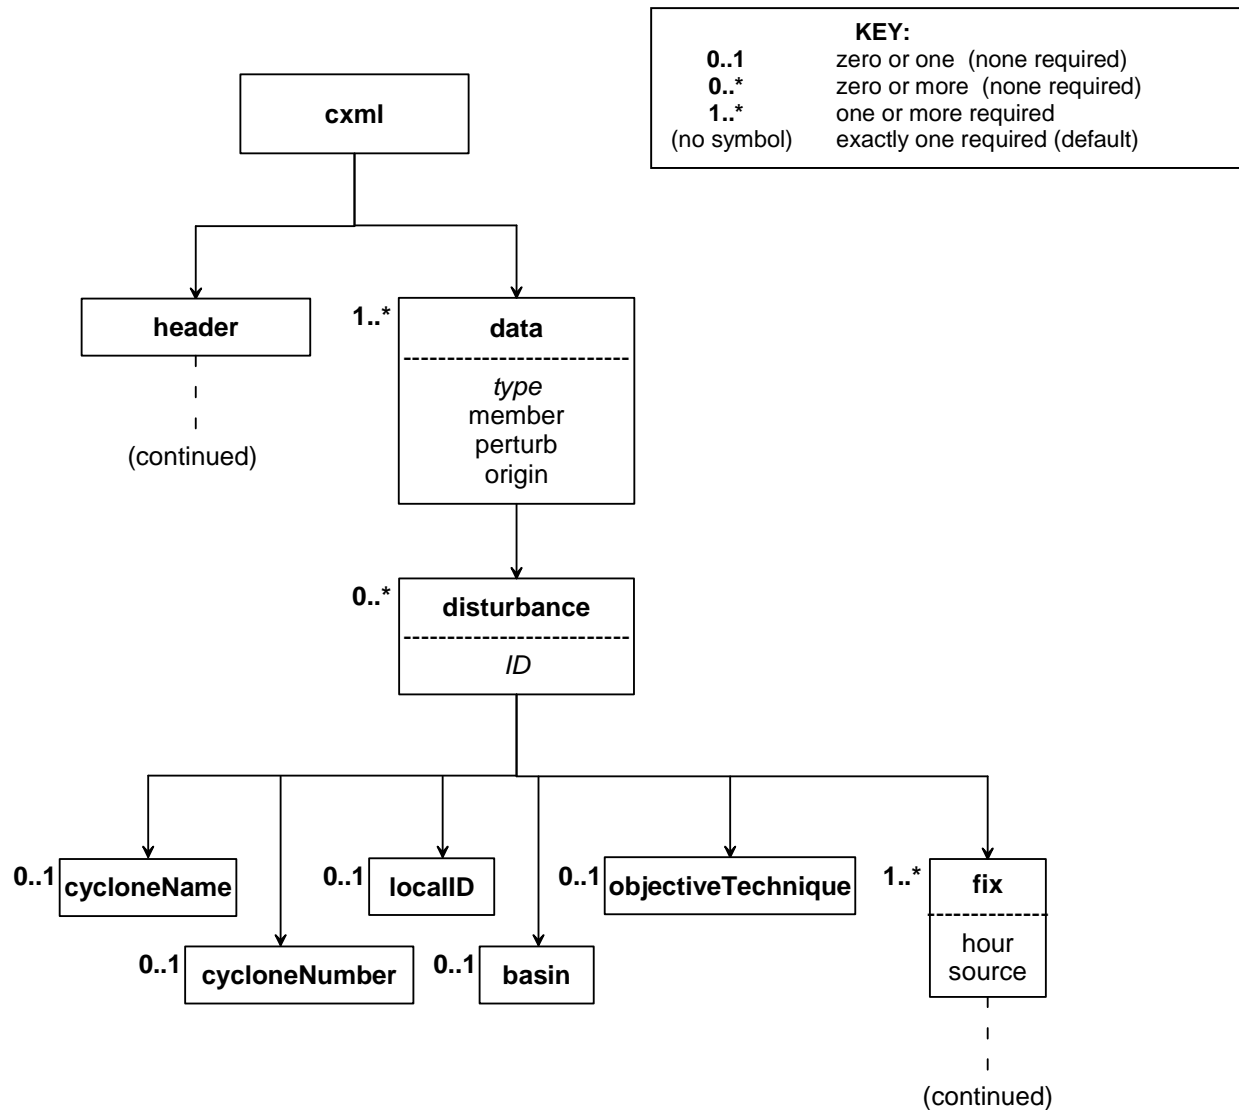 KEY:
0..1 zero or one (none required)
0..* zero or more (none required)
1..* one or more required
(no symbol) exactly one required (default)
cxml
header
(continued)
1..* data
type
member
perturb
origin
0..* disturbance
ID
0..1 cycloneName
0..1 localID
0..1 objectiveTechnique
1..* fix
hour
source
0..1 cycloneNumber
0..1 basin
(continued)